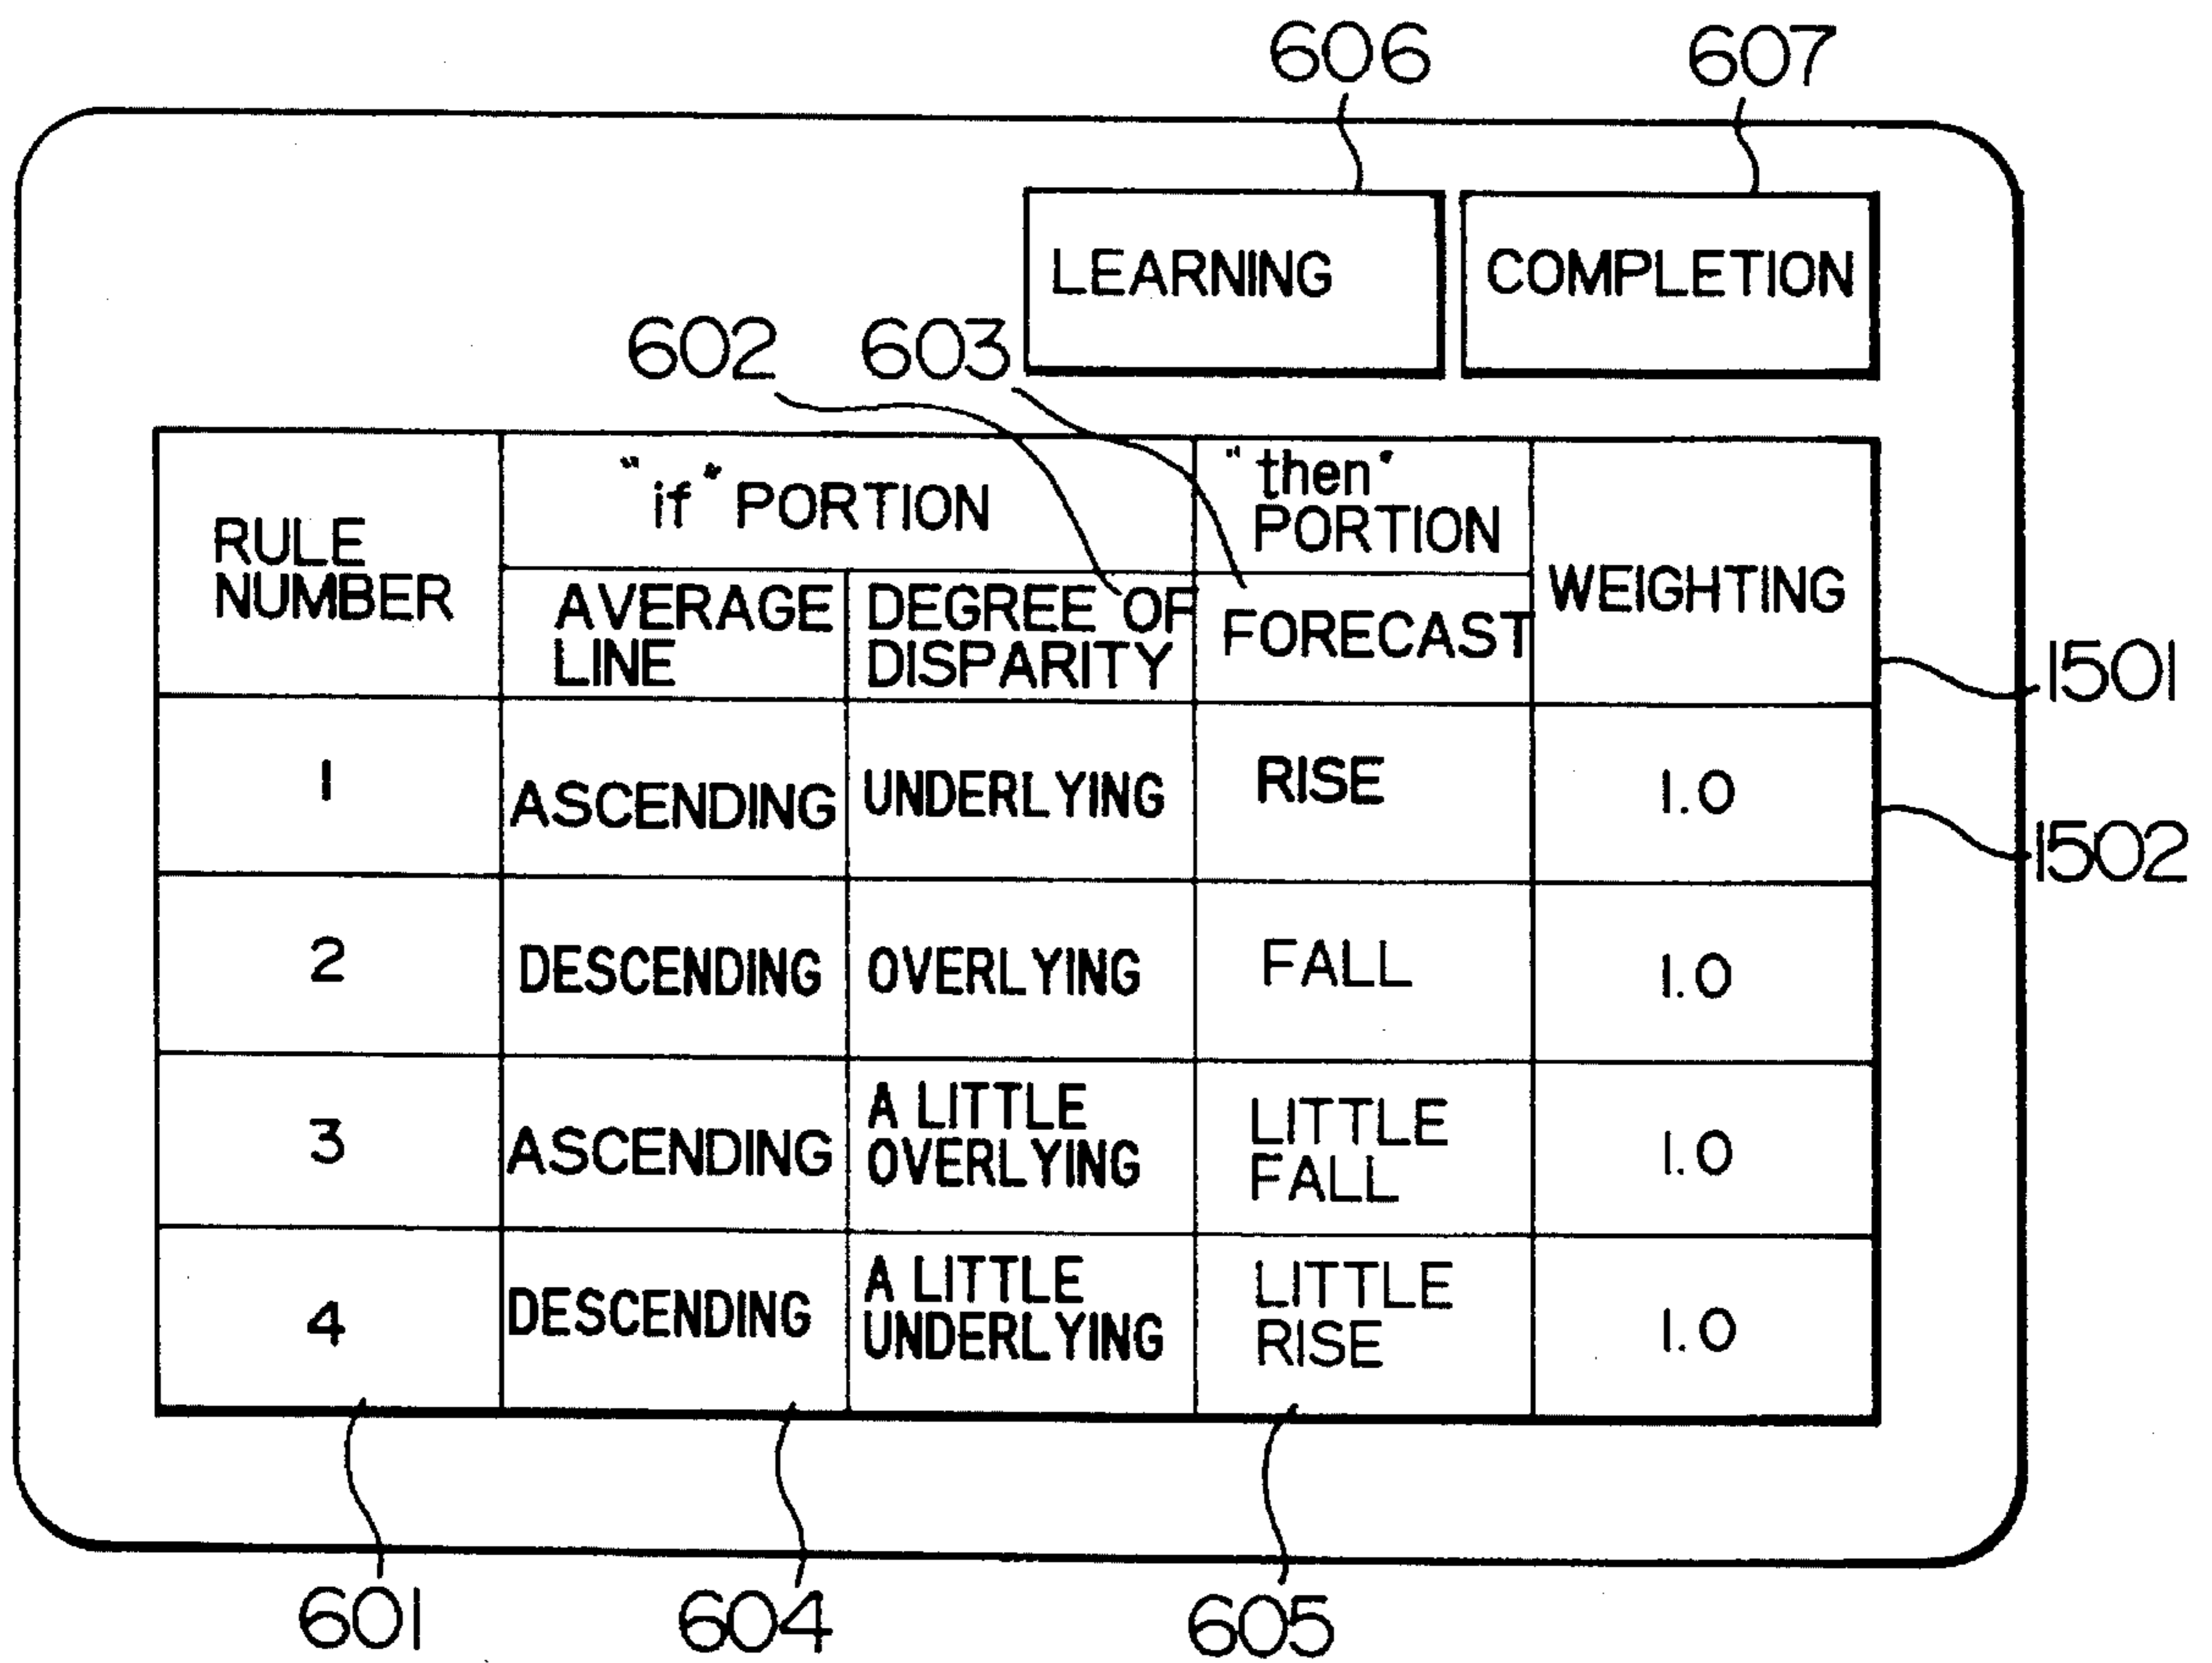 606
607
LEARNING
COMPLETION
602
603
RULE
NUMBER
"if" PORTION
"then"
PORTION
WEIGHTING
AVERAGE
LINE
DEGREE OF
DISPARITY
FORECAST
1501
1
ASCENDING
UNDERLYING
RISE
1.0
1502
2
DESCENDING
OVERLYING
FALL
1.0
3
ASCENDING
A LITTLE
OVERLYING
LITTLE
FALL
1.0
4
DESCENDING
A LITTLE
UNDERLYING
LITTLE
RISE
1.0
601
604
605